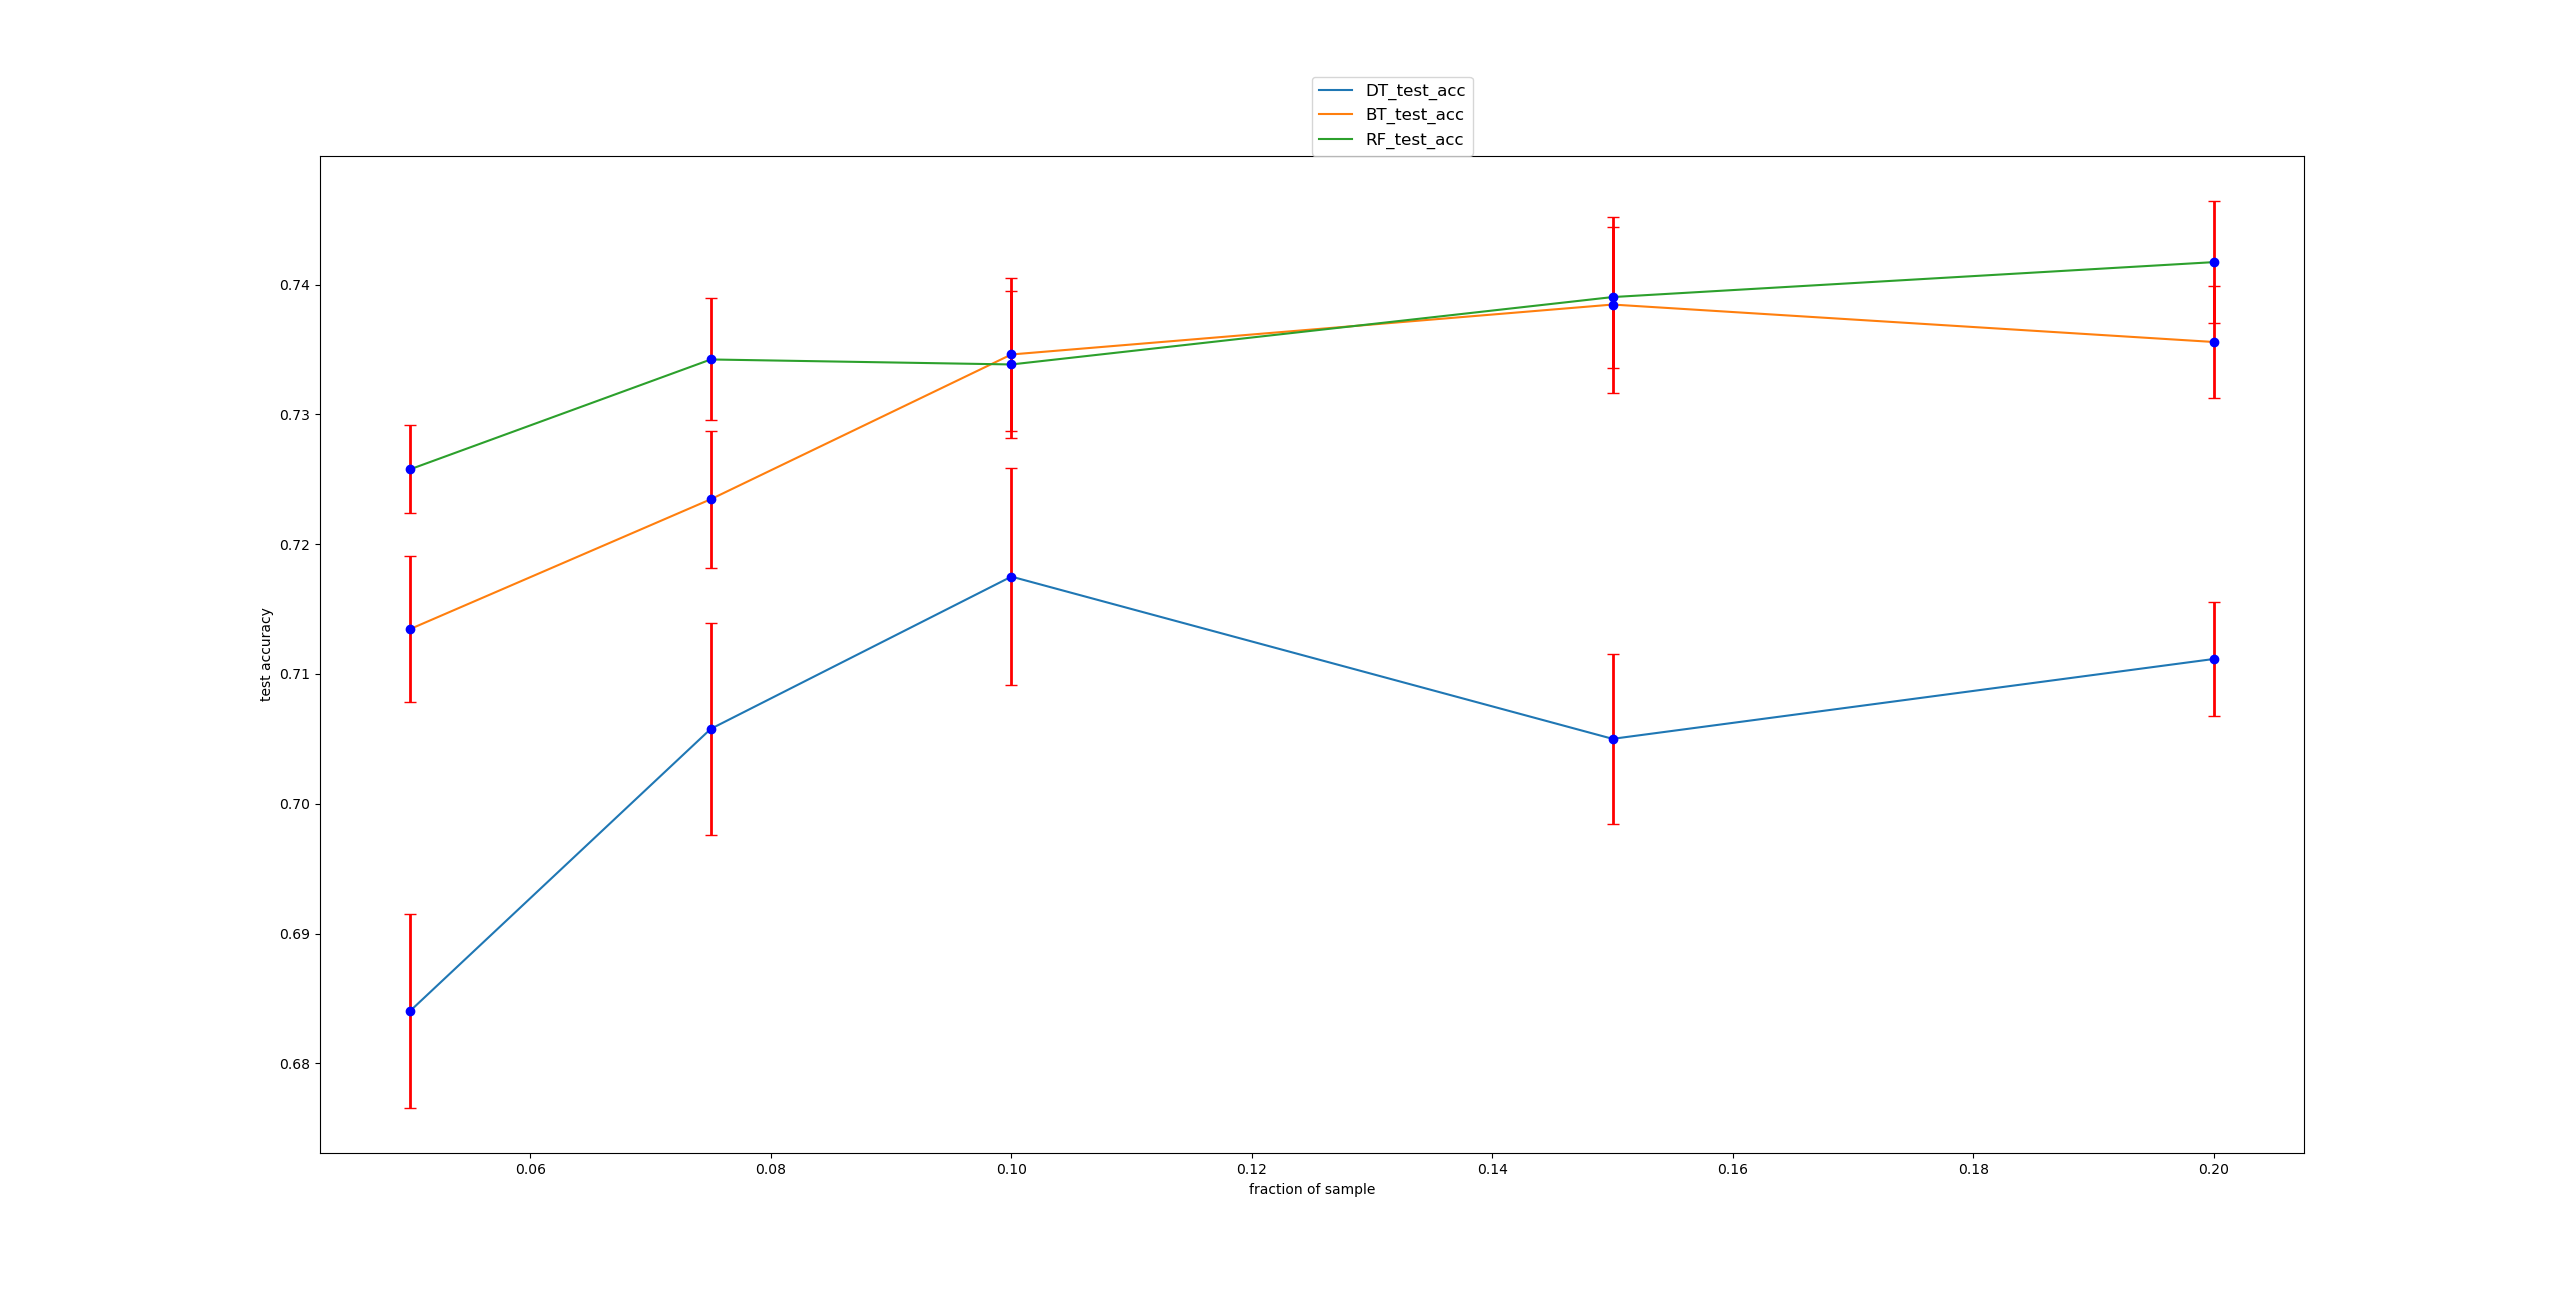 DT_test_acc
BT_test_acc
RF_test_acc
0.74
0.73
0.72
0.71
0.70
0.69
0.68
test accuracy
0.06 0.08 0.10 0.12 0.14 0.16 0.18 0.20
fraction of sample